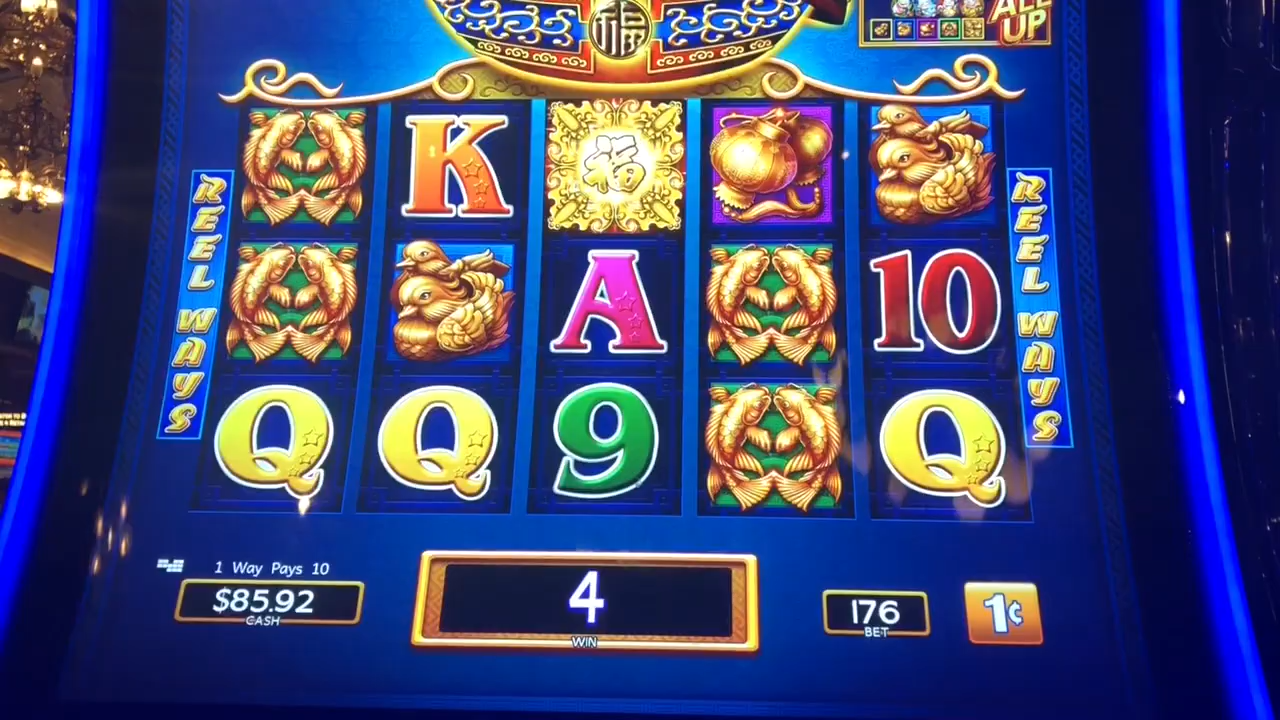 福
ALL
UP
K
福
REEL WAYS
A
10
REEL WAYS
Q
Q
9
Q
1 Way Pays 10
$85.92
CASH
4
WIN
176
BET
1¢